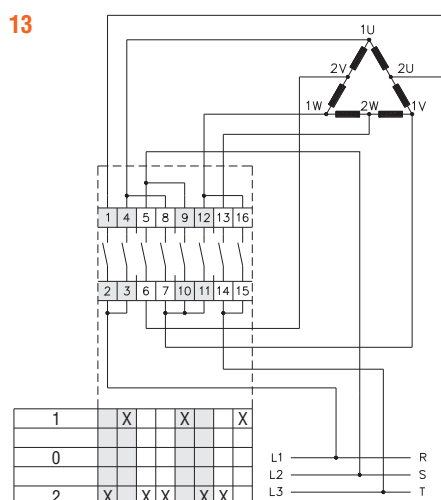 13
1U
2V 2U
1W 2W 1V
1 4 5 8 9 12 13 16
2 3 6 7 10 11 14 15
1 X X X
0
2 X X X X X
L1 R
L2 S
L3 T